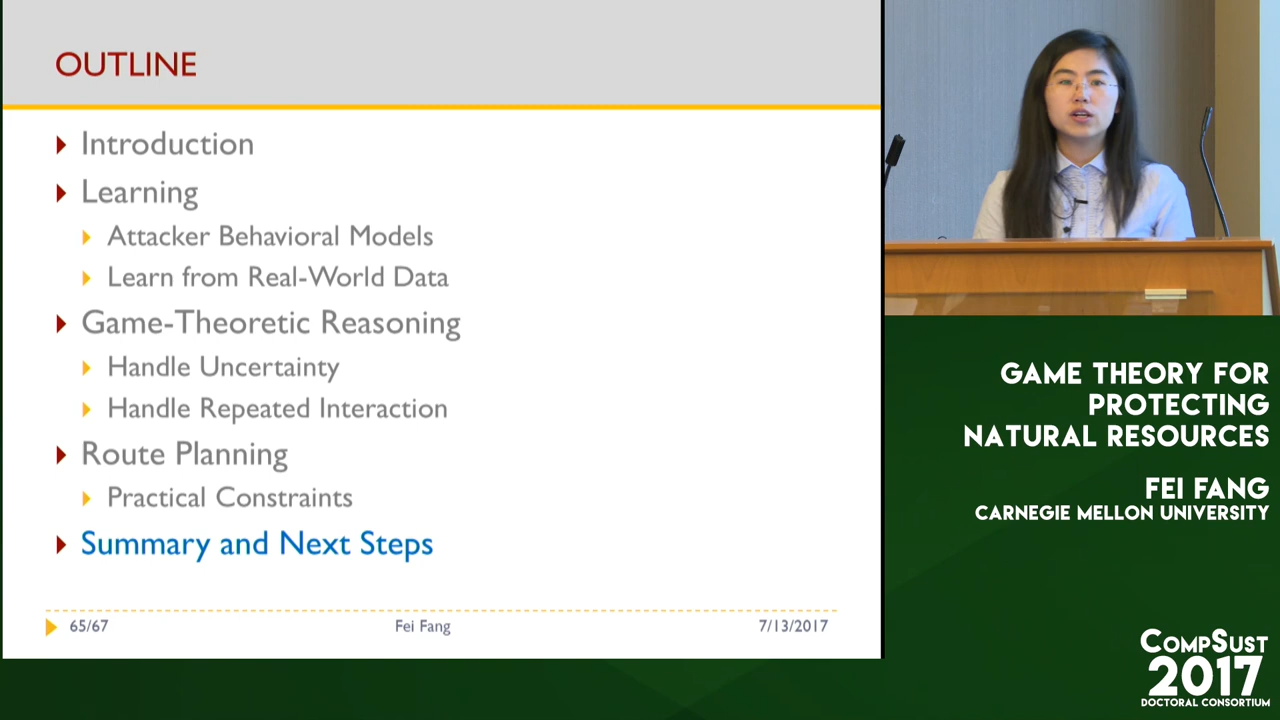 OUTLINE
Introduction
Learning
Attacker Behavioral Models
Learn from Real-World Data
Game-Theoretic Reasoning
Handle Uncertainty
Handle Repeated Interaction
Route Planning
Practical Constraints
Summary and Next Steps
65/67 Fei Fang 7/13/2017
GAME THEORY FOR
PROTECTING
NATURAL RESOURCES
FEI FANG
CARNEGIE MELLON UNIVERSITY
COMPSUST
2017
DOCTORAL CONSORTIUM